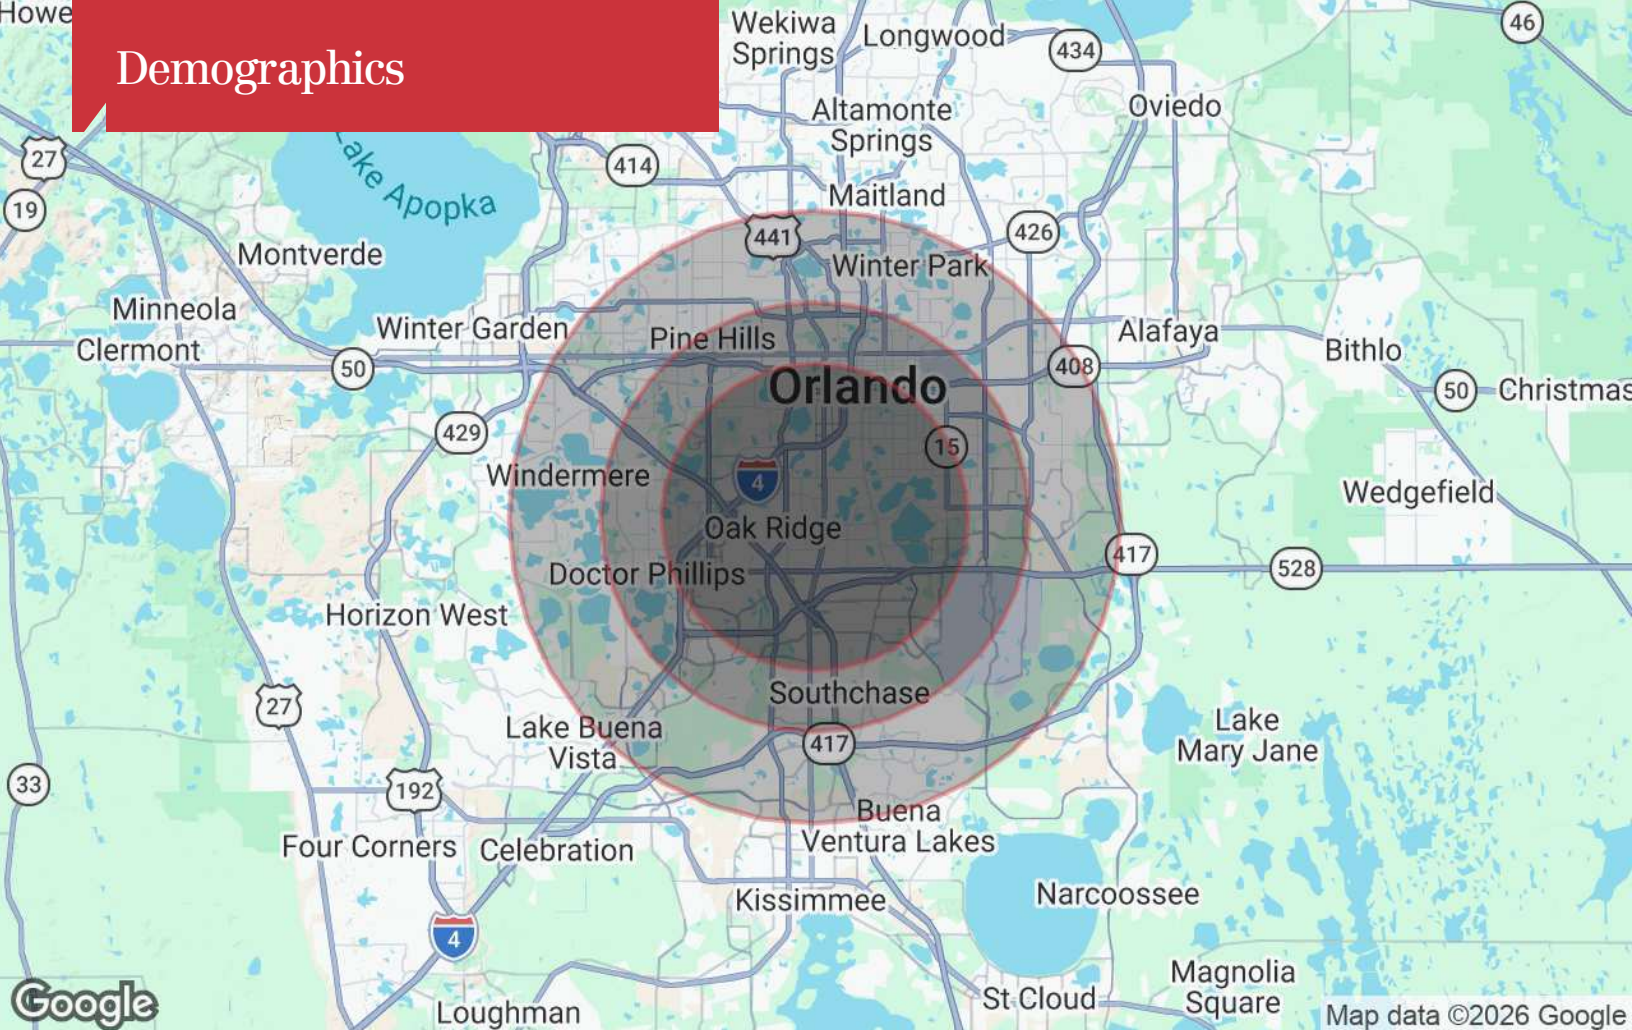 Howe
Demographics
Wekiwa
Springs
Longwood
434
46
Altamonte
Springs
Oviedo
27
414
Lake Apopka
19
Maitland
441
426
Montverde
Winter Park
Minneola
Winter Garden
Pine Hills
Alafaya
Clermont
Bithlo
50
408
Orlando
50
Christmas
429
15
Windermere
4
Wedgefield
Oak Ridge
417
Doctor Phillips
528
Horizon West
Southchase
27
Lake Buena
Vista
Lake
Mary Jane
417
33
192
Buena
Ventura Lakes
Four Corners
Celebration
Kissimmee
Narcoossee
4
Magnolia
Square
Google
Loughman
St Cloud
Map data ©2026 Google